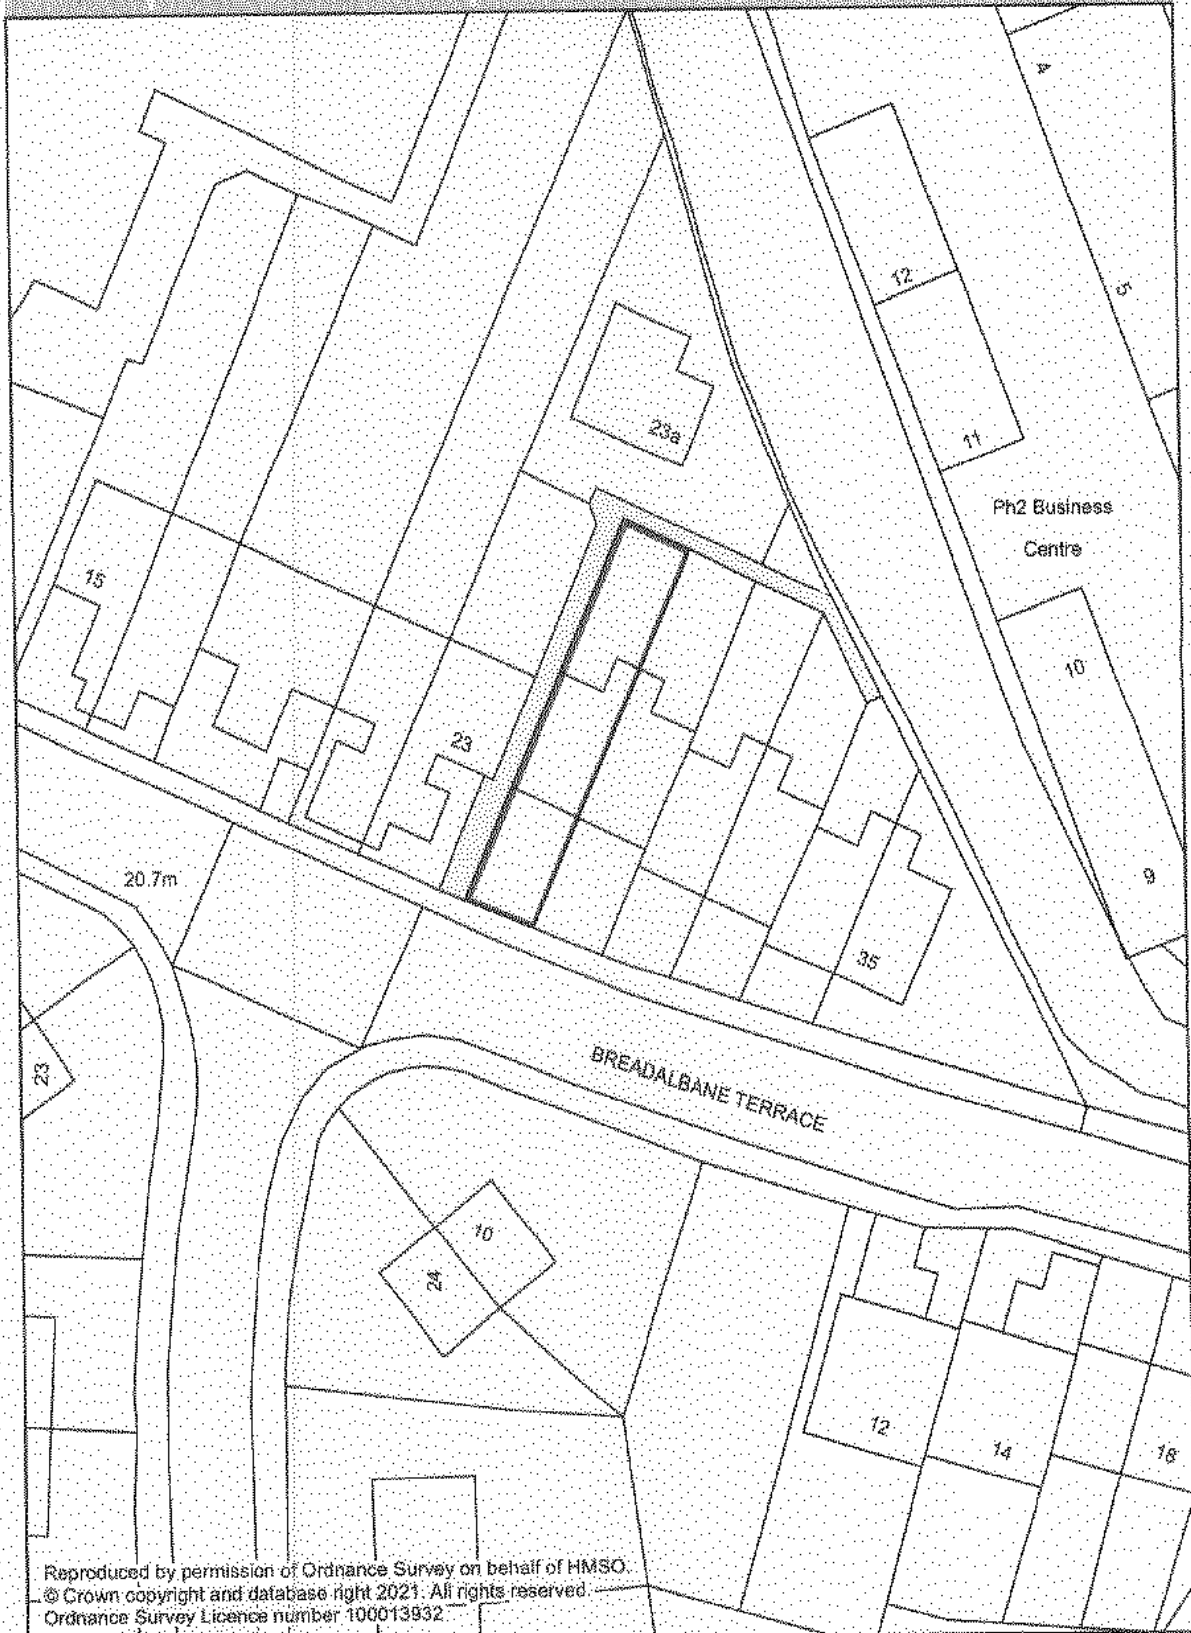 4
12
5
23a
11
Ph2 Business
Centre
15
10
23
20.7m
9
35
BREADALBANE TERRACE
23
10
24
12
14
18
Reproduced by permission of Ordnance Survey on behalf of HMSO.
© Crown copyright and database right 2021. All rights reserved.
Ordnance Survey Licence number 100013932